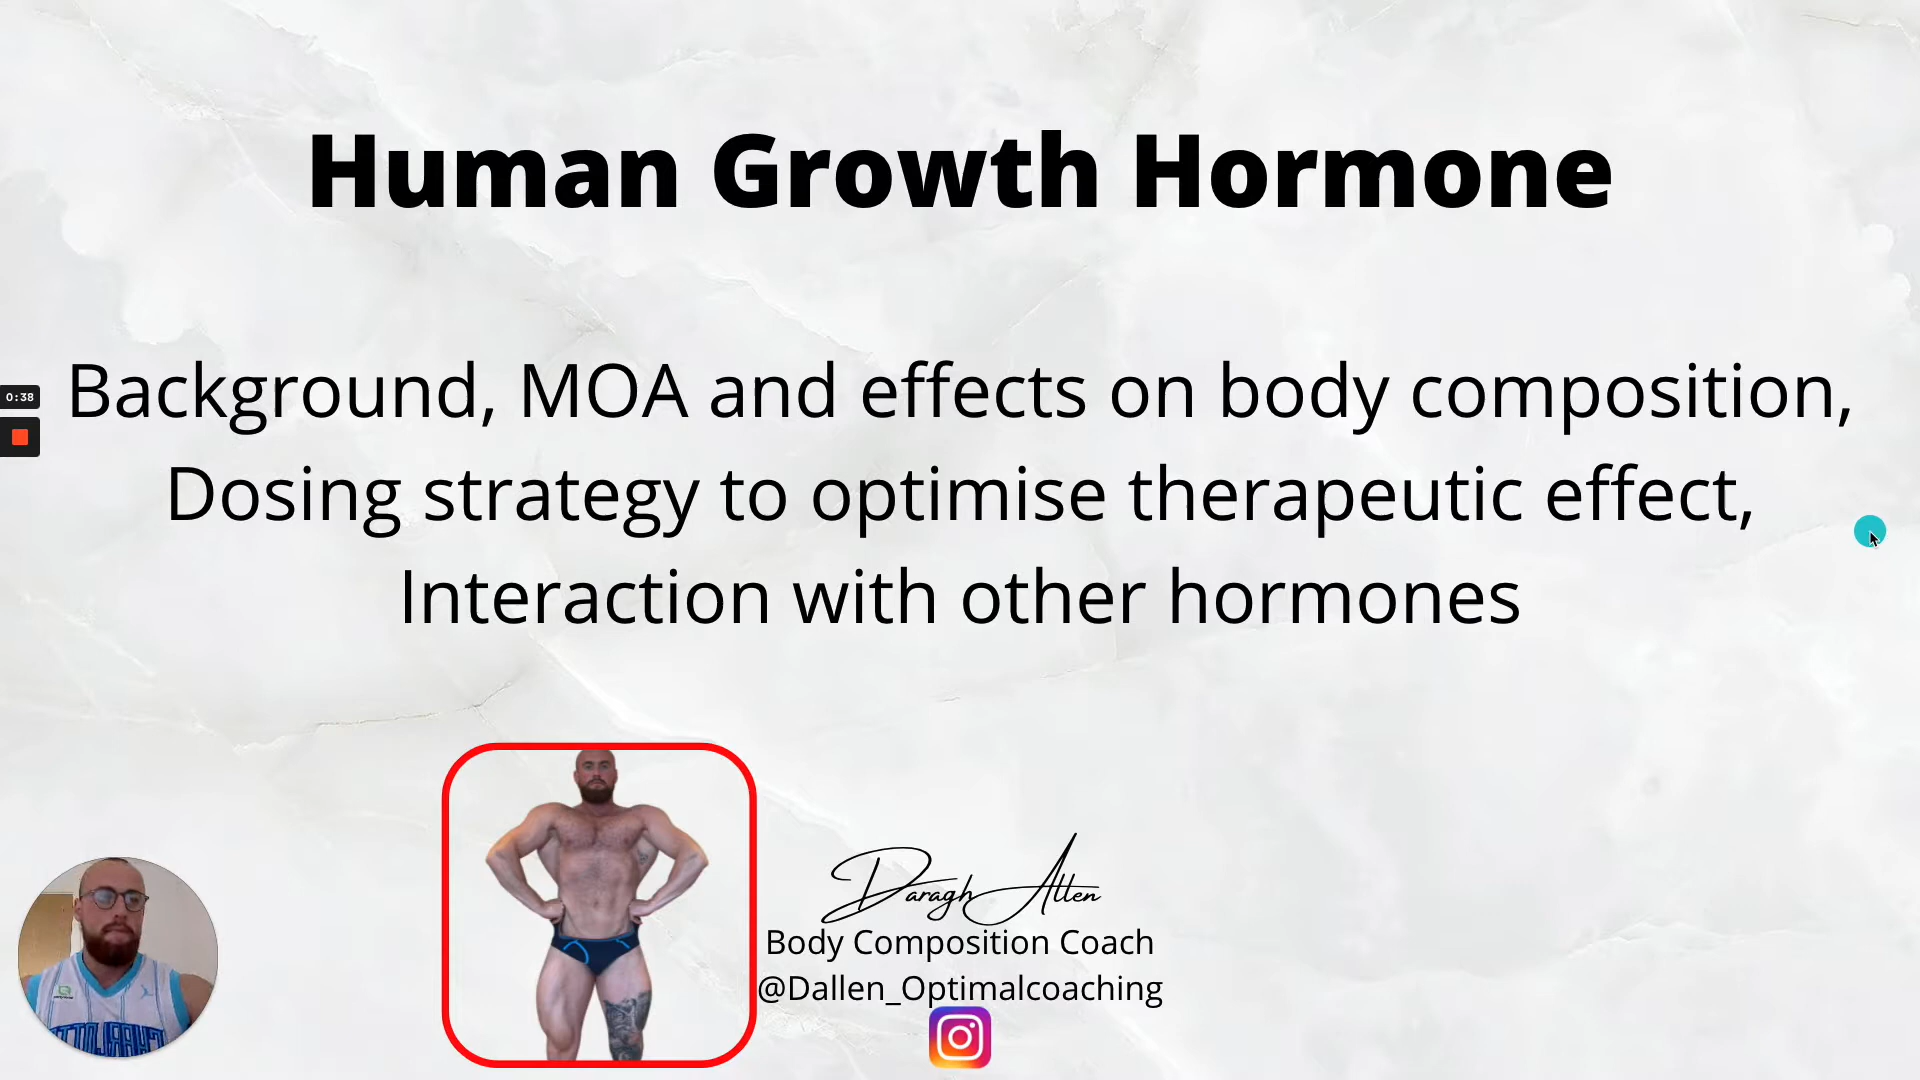 Human Growth Hormone
Background, MOA and effects on body composition,
Dosing strategy to optimise therapeutic effect,
Interaction with other hormones
0:38
Daragh Allen
Body Composition Coach
@Dallen_Optimalcoaching